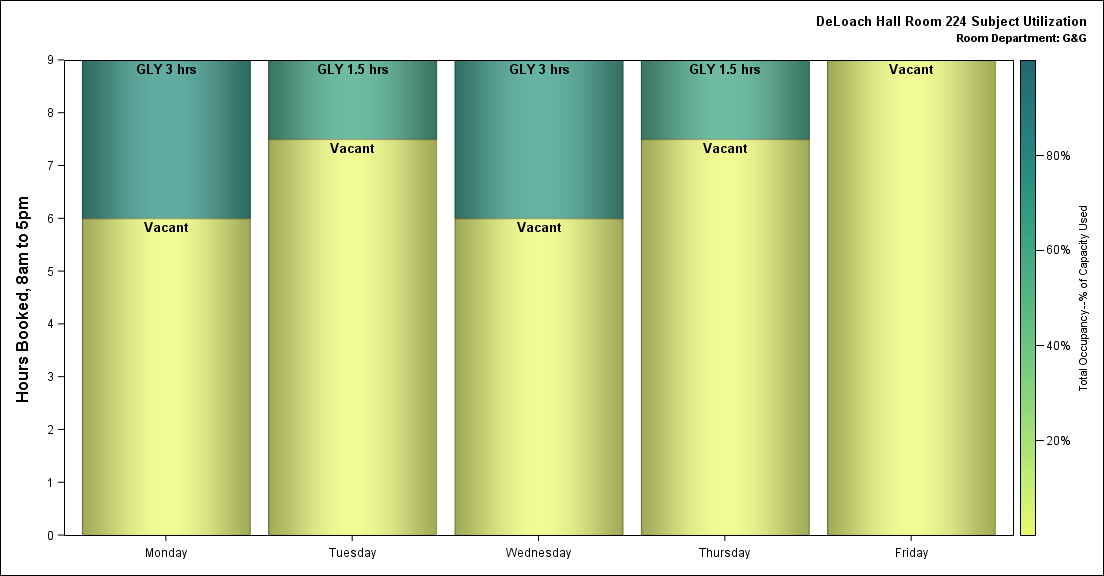 DeLoach Hall Room 224 Subject Utilization
Room Department: G&G
Hours Booked, 8am to 5pm
9
8
7
6
5
4
3
2
1
0
GLY 3 hrs
Vacant
GLY 1.5 hrs
Vacant
GLY 3 hrs
Vacant
GLY 1.5 hrs
Vacant
Vacant
Monday
Tuesday
Wednesday
Thursday
Friday
80%
60%
40%
20%
Total Occupancy--% of Capacity Used